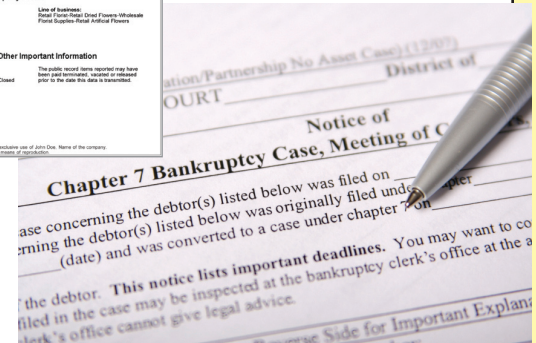 Line of business:
Retail Florist-Retail Dried Flowers-Wholesale
Florist Supplies-Retail Artificial Flowers
Other Important Information
The public record items reported may have
been paid terminated, vacated or released
Closed prior to the date this data is transmitted.
exclusive use of John Doe. Name of the company.
means of reproduction.
ation/Partnership No Asset Case) (12/07)
District of
OURT
Notice of
Chapter 7 Bankruptcy Case, Meeting of C
ase concerning the debtor(s) listed below was filed on
erning the debtor(s) listed below was originally filed under chapter
(date) and was converted to a case under chapter 7 on
the debtor. This notice lists important deadlines. You may want to co
filed in the case may be inspected at the bankruptcy clerk's office at the a
lerk's office cannot give legal advice.
Reverse Side for Important Explana